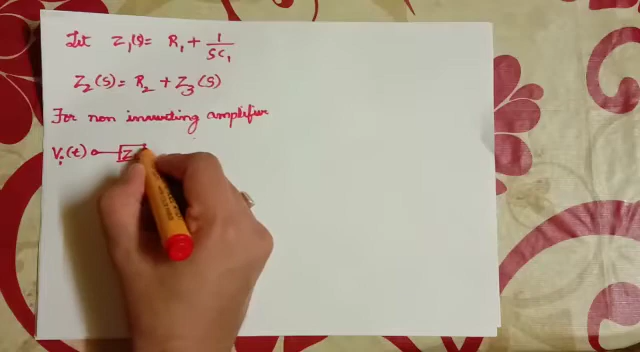 Let Z₁(s) = R₁ + 1/SC₁
Z₂(s) = R₂ + Z₃(s)
For non inverting amplifier
Vᵢ(t) Z